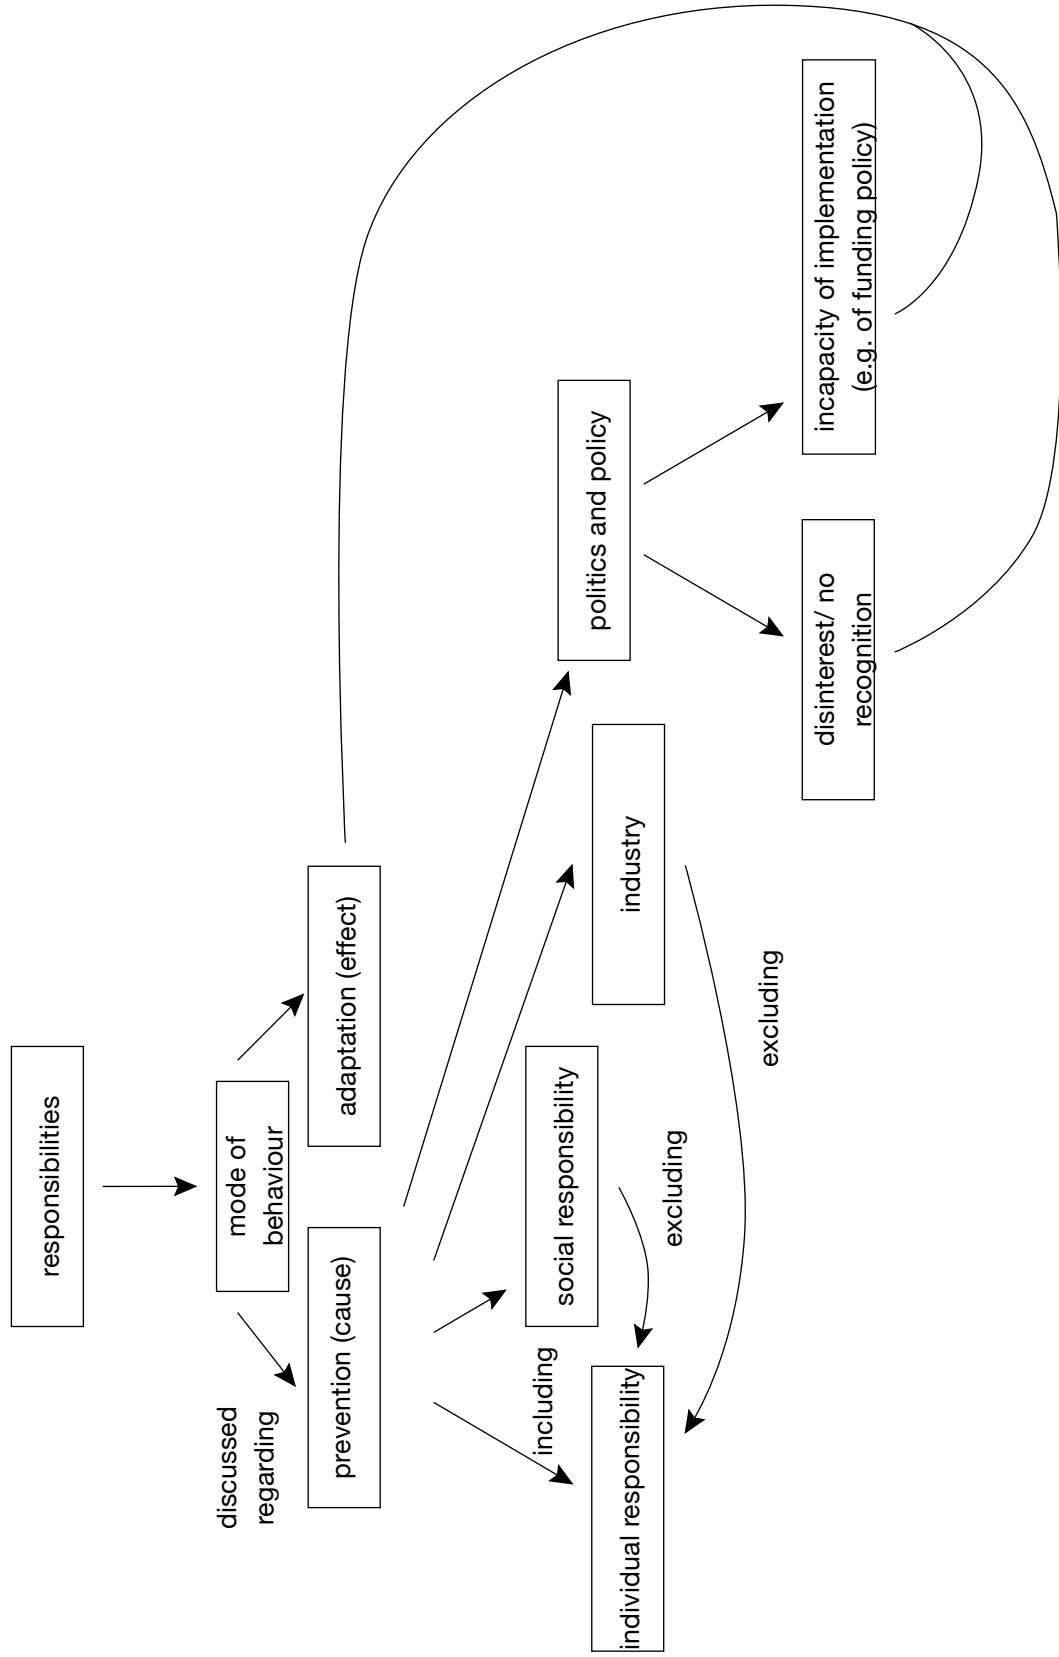 responsibilities
mode of
behaviour
discussed
regarding
prevention (cause)
adaptation (effect)
including
individual responsibility
social responsibility
industry
politics and policy
excluding
excluding
disinterest/ no
recognition
incapacity of implementation
(e.g. of funding policy)